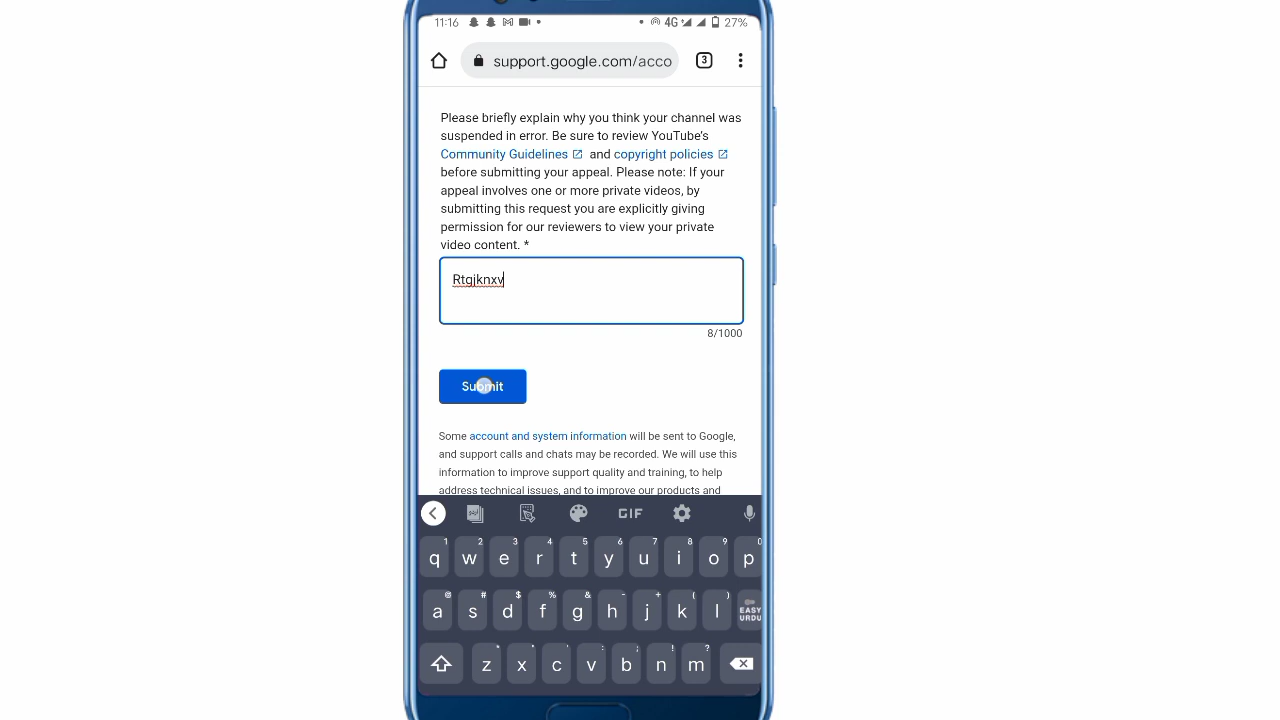 11:16 4G 27%
support.google.com/acco 3
Please briefly explain why you think your channel was
suspended in error. Be sure to review YouTube's
Community Guidelines and copyright policies
before submitting your appeal. Please note: If your
appeal involves one or more private videos, by
submitting this request you are explicitly giving
permission for our reviewers to view your private
video content. *
Rtgjknxv
8/1000
Submit
Some account and system information will be sent to Google,
and support calls and chats may be recorded. We will use this
information to improve support quality and training, to help
address technical issues, and to improve our products and
GIF
1 2 3 4 5 6 7 8 9 0
q w e r t y u i o p
@ # $ % & - + ( )
a s d f g h j k l EASY URDU
* " ' : ; ! ?
z x c v b n m